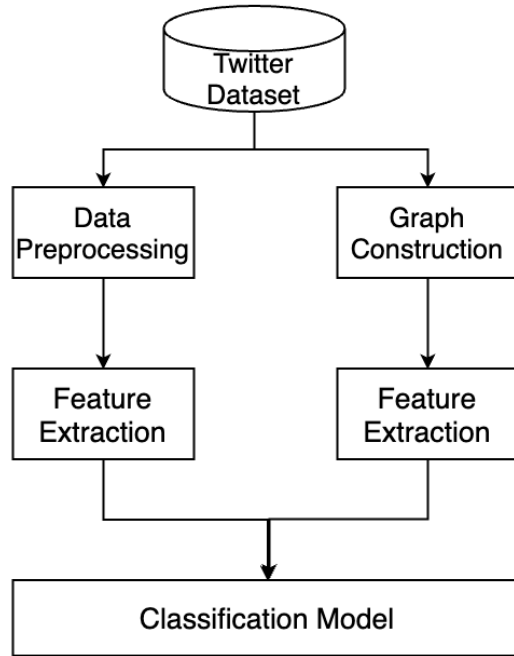 Twitter
Dataset
Data
Preprocessing
Graph
Construction
Feature
Extraction
Feature
Extraction
Classification Model